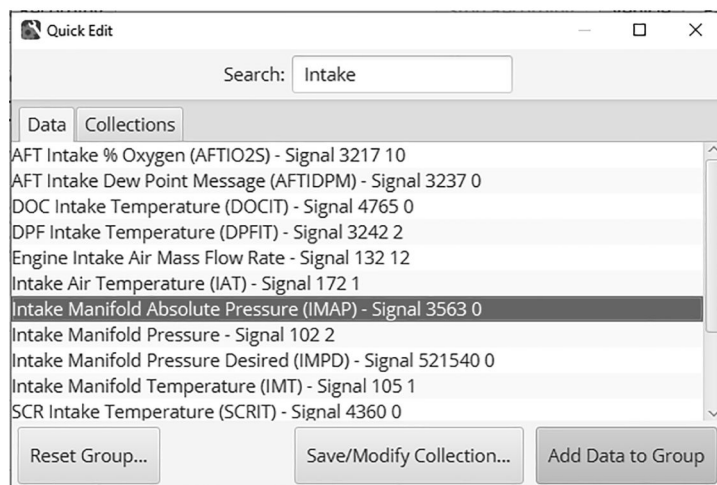 Quick Edit
Search: Intake
Data Collections
AFT Intake % Oxygen (AFTIO2S) - Signal 3217 10
AFT Intake Dew Point Message (AFTIDPM) - Signal 3237 0
DOC Intake Temperature (DOCIT) - Signal 4765 0
DPF Intake Temperature (DPFIT) - Signal 3242 2
Engine Intake Air Mass Flow Rate - Signal 132 12
Intake Air Temperature (IAT) - Signal 172 1
Intake Manifold Absolute Pressure (IMAP) - Signal 3563 0
Intake Manifold Pressure - Signal 102 2
Intake Manifold Pressure Desired (IMPD) - Signal 521540 0
Intake Manifold Temperature (IMT) - Signal 105 1
SCR Intake Temperature (SCRIT) - Signal 4360 0
Reset Group... Save/Modify Collection... Add Data to Group